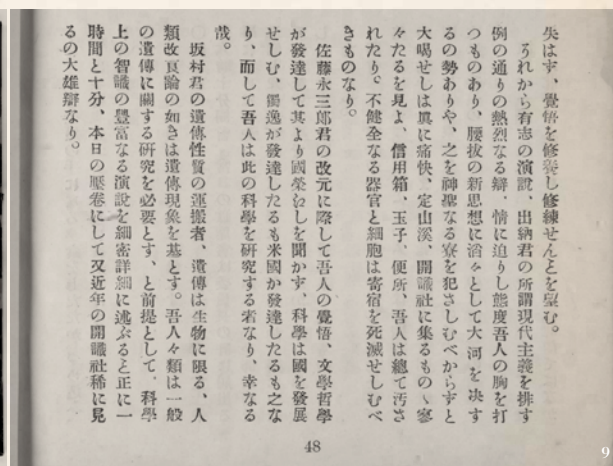 失はず、覺悟を修養し修練せんとを望む。
それから有志の演説、出納君の所謂現代主義を排す
例の通りの熱烈なる辯、情に迫りし態度吾人の胸を打
つものあり、腰拔の新思想に滔々として大河を決す
るの勢ありや、之を神聖なる寮を犯さしむべからずと
大喝せしは眞に痛快、定山溪、開識社に集るもの丶寥
々たるを見よ、信用箱、玉子、便所、吾人は總て汚さ
れたり。不健全なる器官と細胞は寄宿を死滅せしむべ
きものなり。
佐藤永三郎君の改元に際して吾人の覺悟、文學哲學
が發達して其より國榮ねしを聞かず、科學は國を發展
せしむ、獨逸が發達したるも米國か發達したるも之な
り、而して吾人は此の科學を研究する者なり、幸なる
哉。
坂村君の遺傳性質の運搬者、遺傳は生物に限る、人
類改良論の如きは遺傳現象を基とす。吾人々類は一般
の遺傳に關する研究を必要とす、と前提として、科學
上の智識の豐富なる演說を細密詳細に述ぶると正に一
時間と十分、本日の壓卷にして又近年の開識社稀に見
るの大雄辯なり。
48
9